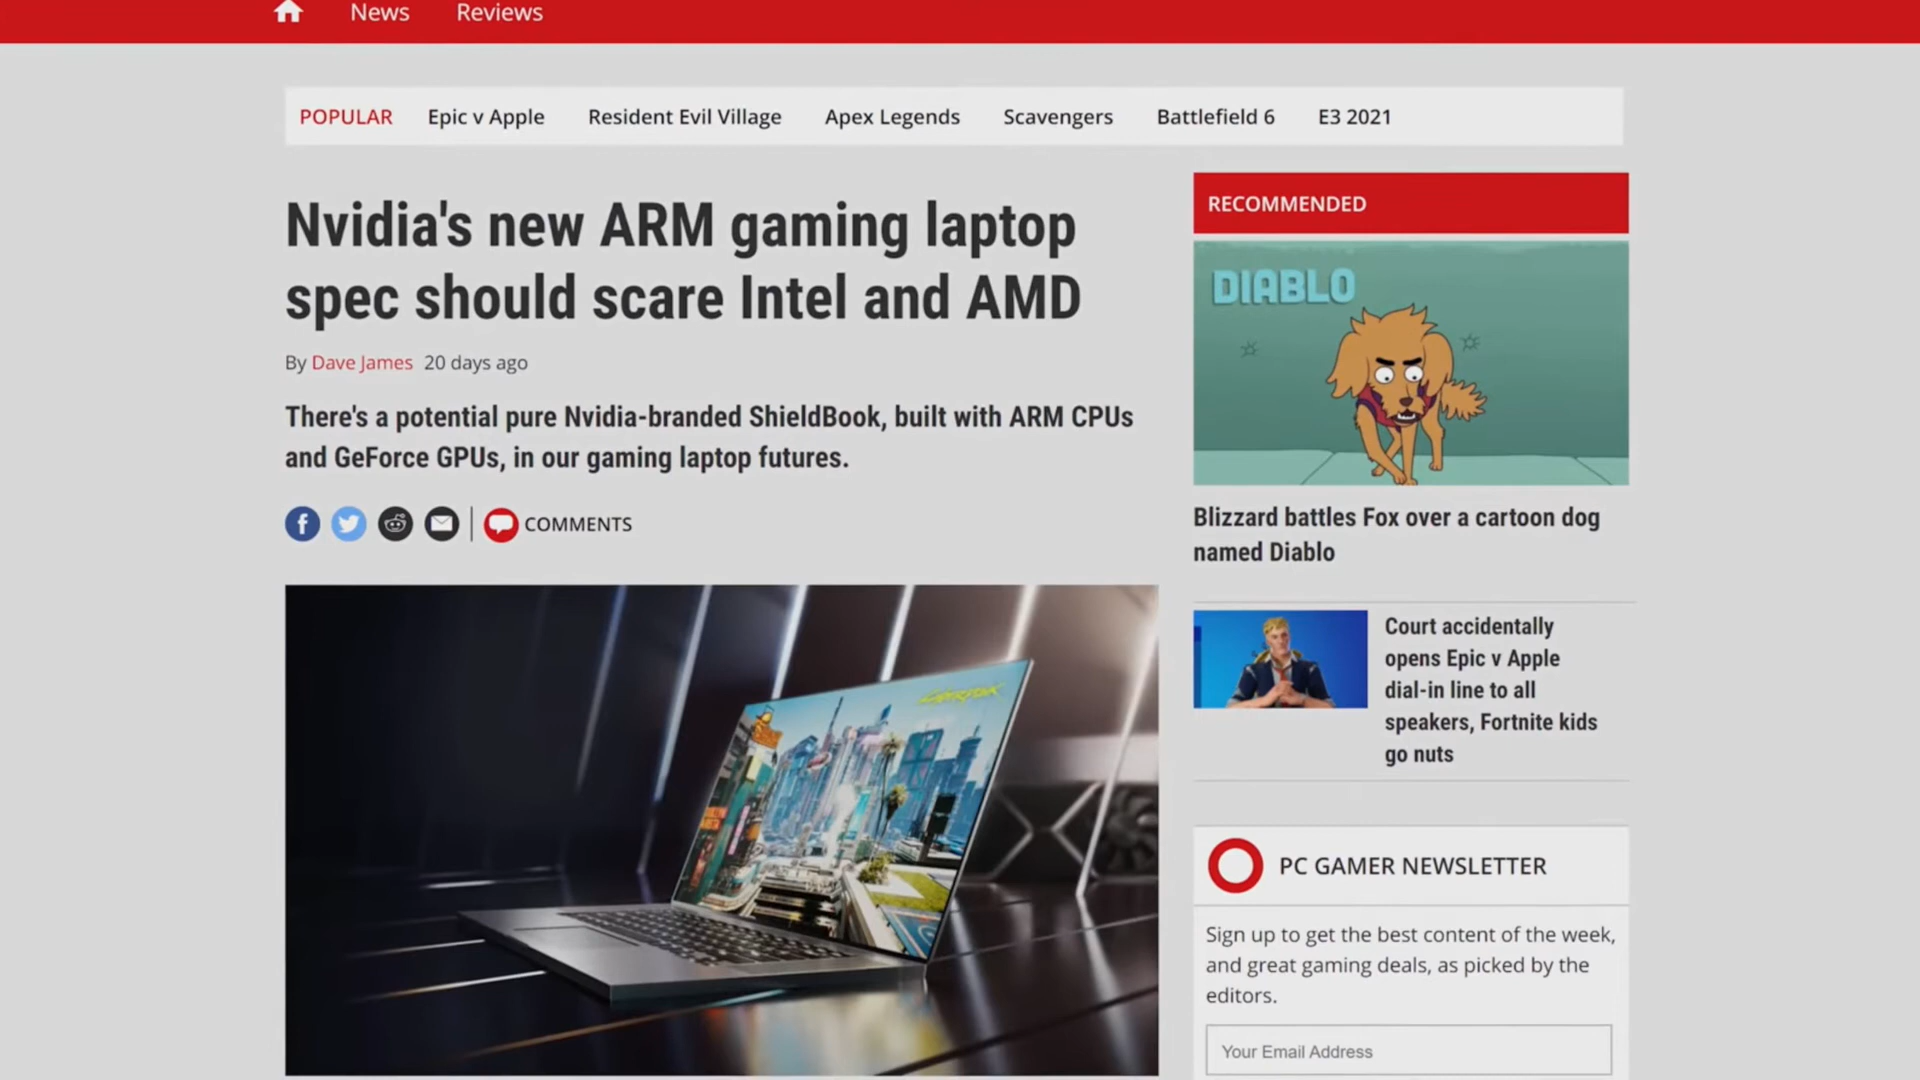 News
Reviews
POPULAR
Epic v Apple
Resident Evil Village
Apex Legends
Scavengers
Battlefield 6
E3 2021
Nvidia's new ARM gaming laptop
spec should scare Intel and AMD
By Dave James 20 days ago
There's a potential pure Nvidia-branded ShieldBook, built with ARM CPUs
and GeForce GPUs, in our gaming laptop futures.
COMMENTS
RECOMMENDED
DIABLO
Blizzard battles Fox over a cartoon dog
named Diablo
Court accidentally
opens Epic v Apple
dial-in line to all
speakers, Fortnite kids
go nuts
PC GAMER NEWSLETTER
Sign up to get the best content of the week,
and great gaming deals, as picked by the
editors.
Your Email Address